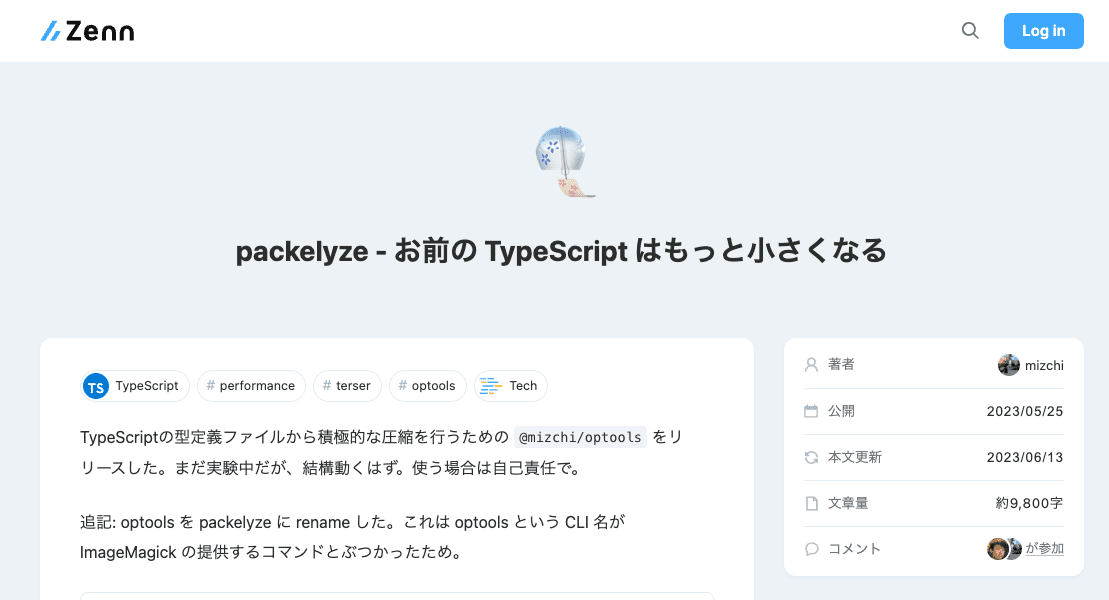 Zenn
Log in
packelyze - お前の TypeScript はもっと小さくなる
TS TypeScript
# performance
# terser
# optools
Tech
TypeScriptの型定義ファイルから積極的な圧縮を行うための @mizchi/optools をリ
リースした。まだ実験中だが、結構動くはず。使う場合は自己責任で。
追記: optools を packelyze に rename した。これは optools という CLI 名が
ImageMagick の提供するコマンドとぶつかったため。
著者 mizchi
公開 2023/05/25
本文更新 2023/06/13
文章量 約9,800字
コメント が参加